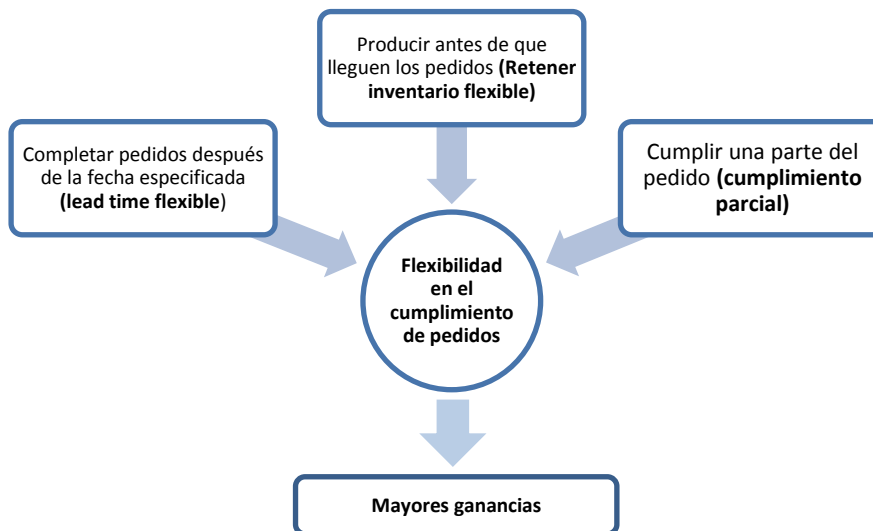 Producir antes de que
lleguen los pedidos (Retener
inventario flexible)
Completar pedidos después
de la fecha especificada
(lead time flexible)
Cumplir una parte del
pedido (cumplimiento
parcial)
Flexibilidad
en el
cumplimiento
de pedidos
Mayores ganancias